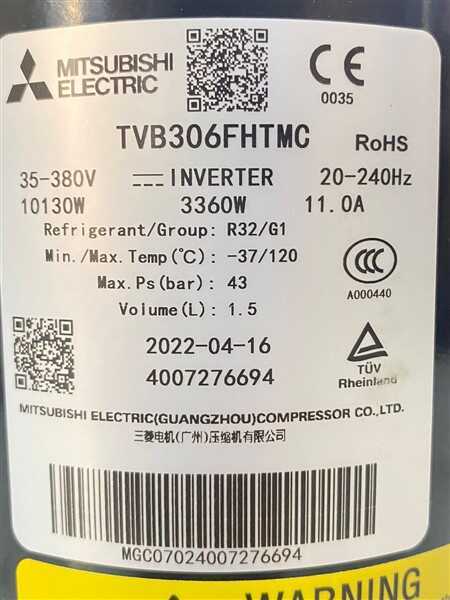 MITSUBISHI
ELECTRIC
CE
0035
TVB306FHTMC
RoHS
35-380V ⎓ INVERTER 20-240Hz
10130W 3360W 11.0A
Refrigerant/Group: R32/G1
Min./Max.Temp(℃): -37/120
Max.Ps(bar): 43
Volume(L): 1.5
CCC
A000440
2022-04-16
4007276694
TÜV
Rheinland
MITSUBISHI ELECTRIC(GUANGZHOU)COMPRESSOR CO.,LTD.
三菱电机(广州)压缩机有限公司
MGC07024007276694
WARNING